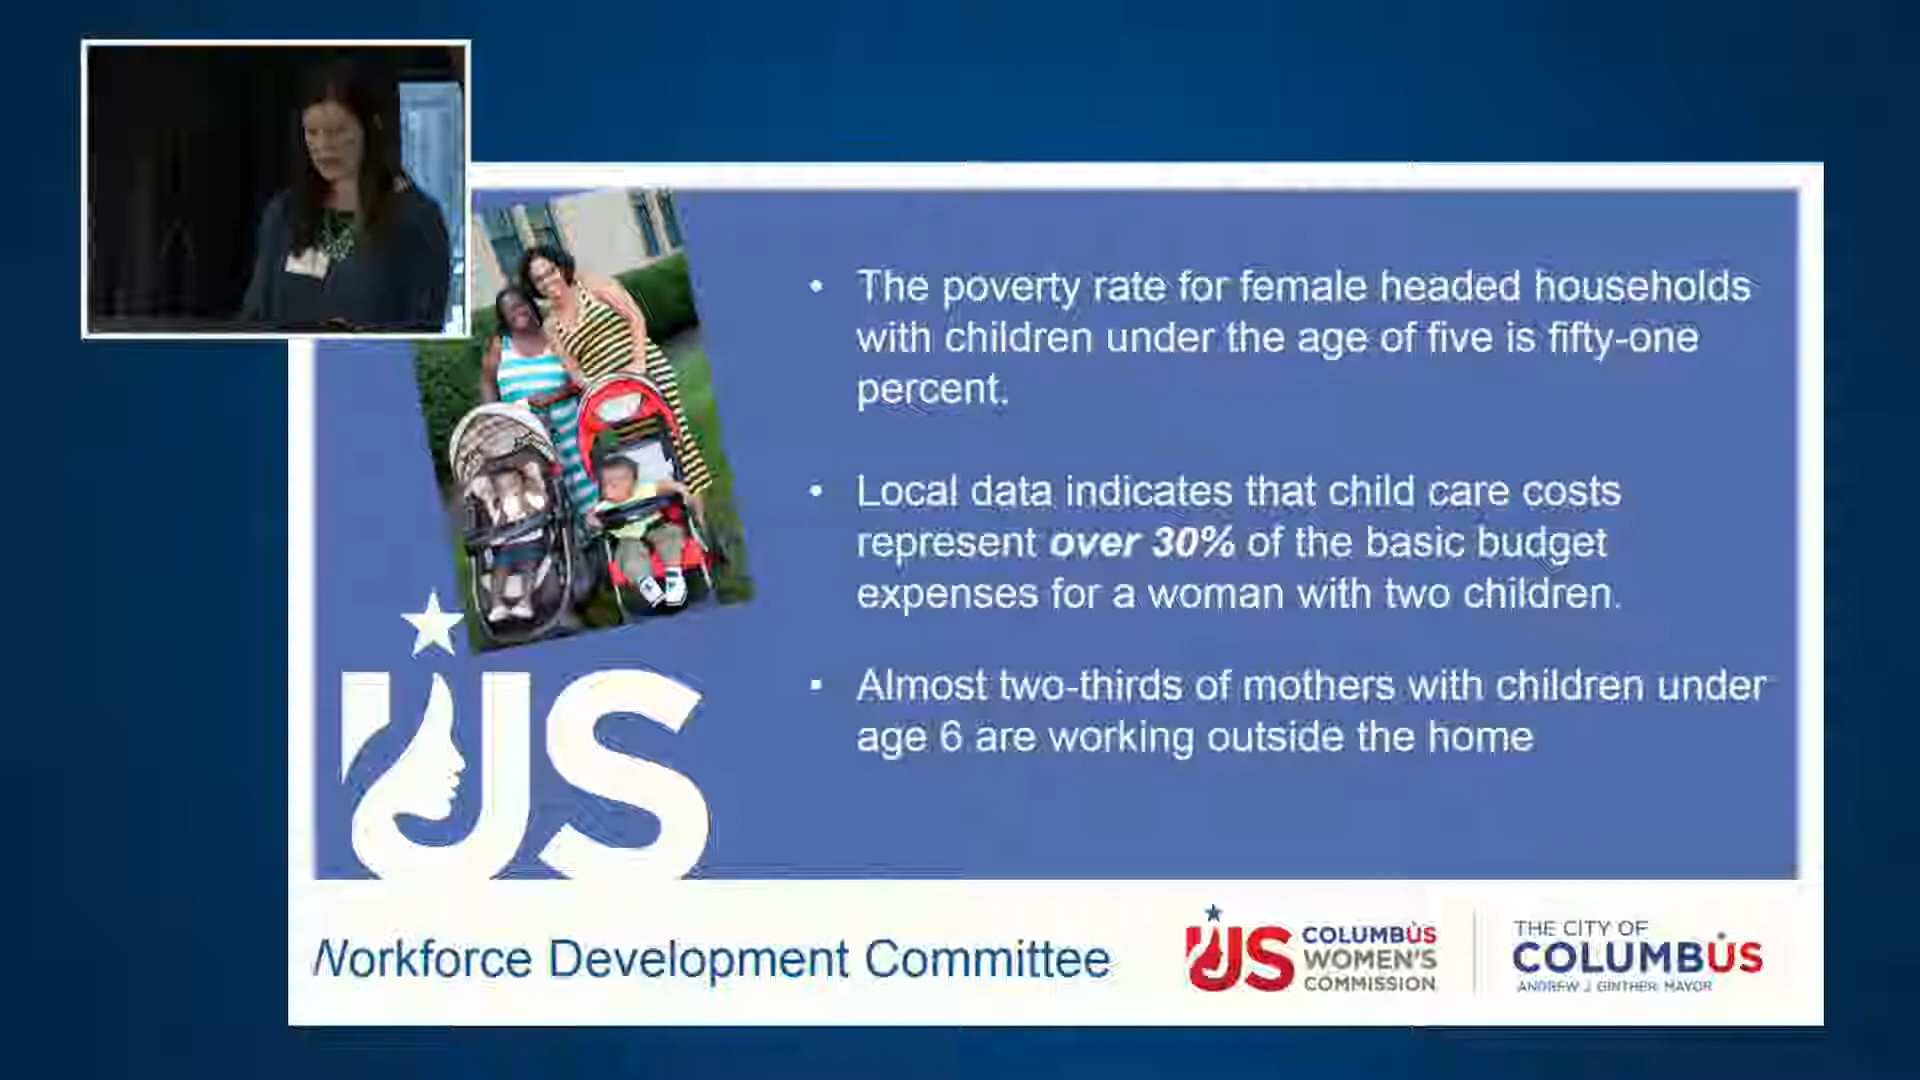 • The poverty rate for female headed households
with children under the age of five is fifty-one
percent.
• Local data indicates that child care costs
represent over 30% of the basic budget
expenses for a woman with two children.
• Almost two-thirds of mothers with children under
age 6 are working outside the home
US
Workforce Development Committee
US
COLUMBUS
WOMEN'S
COMMISSION
THE CITY OF
COLUMBUS
ANDREW J. GINTHER, MAYOR